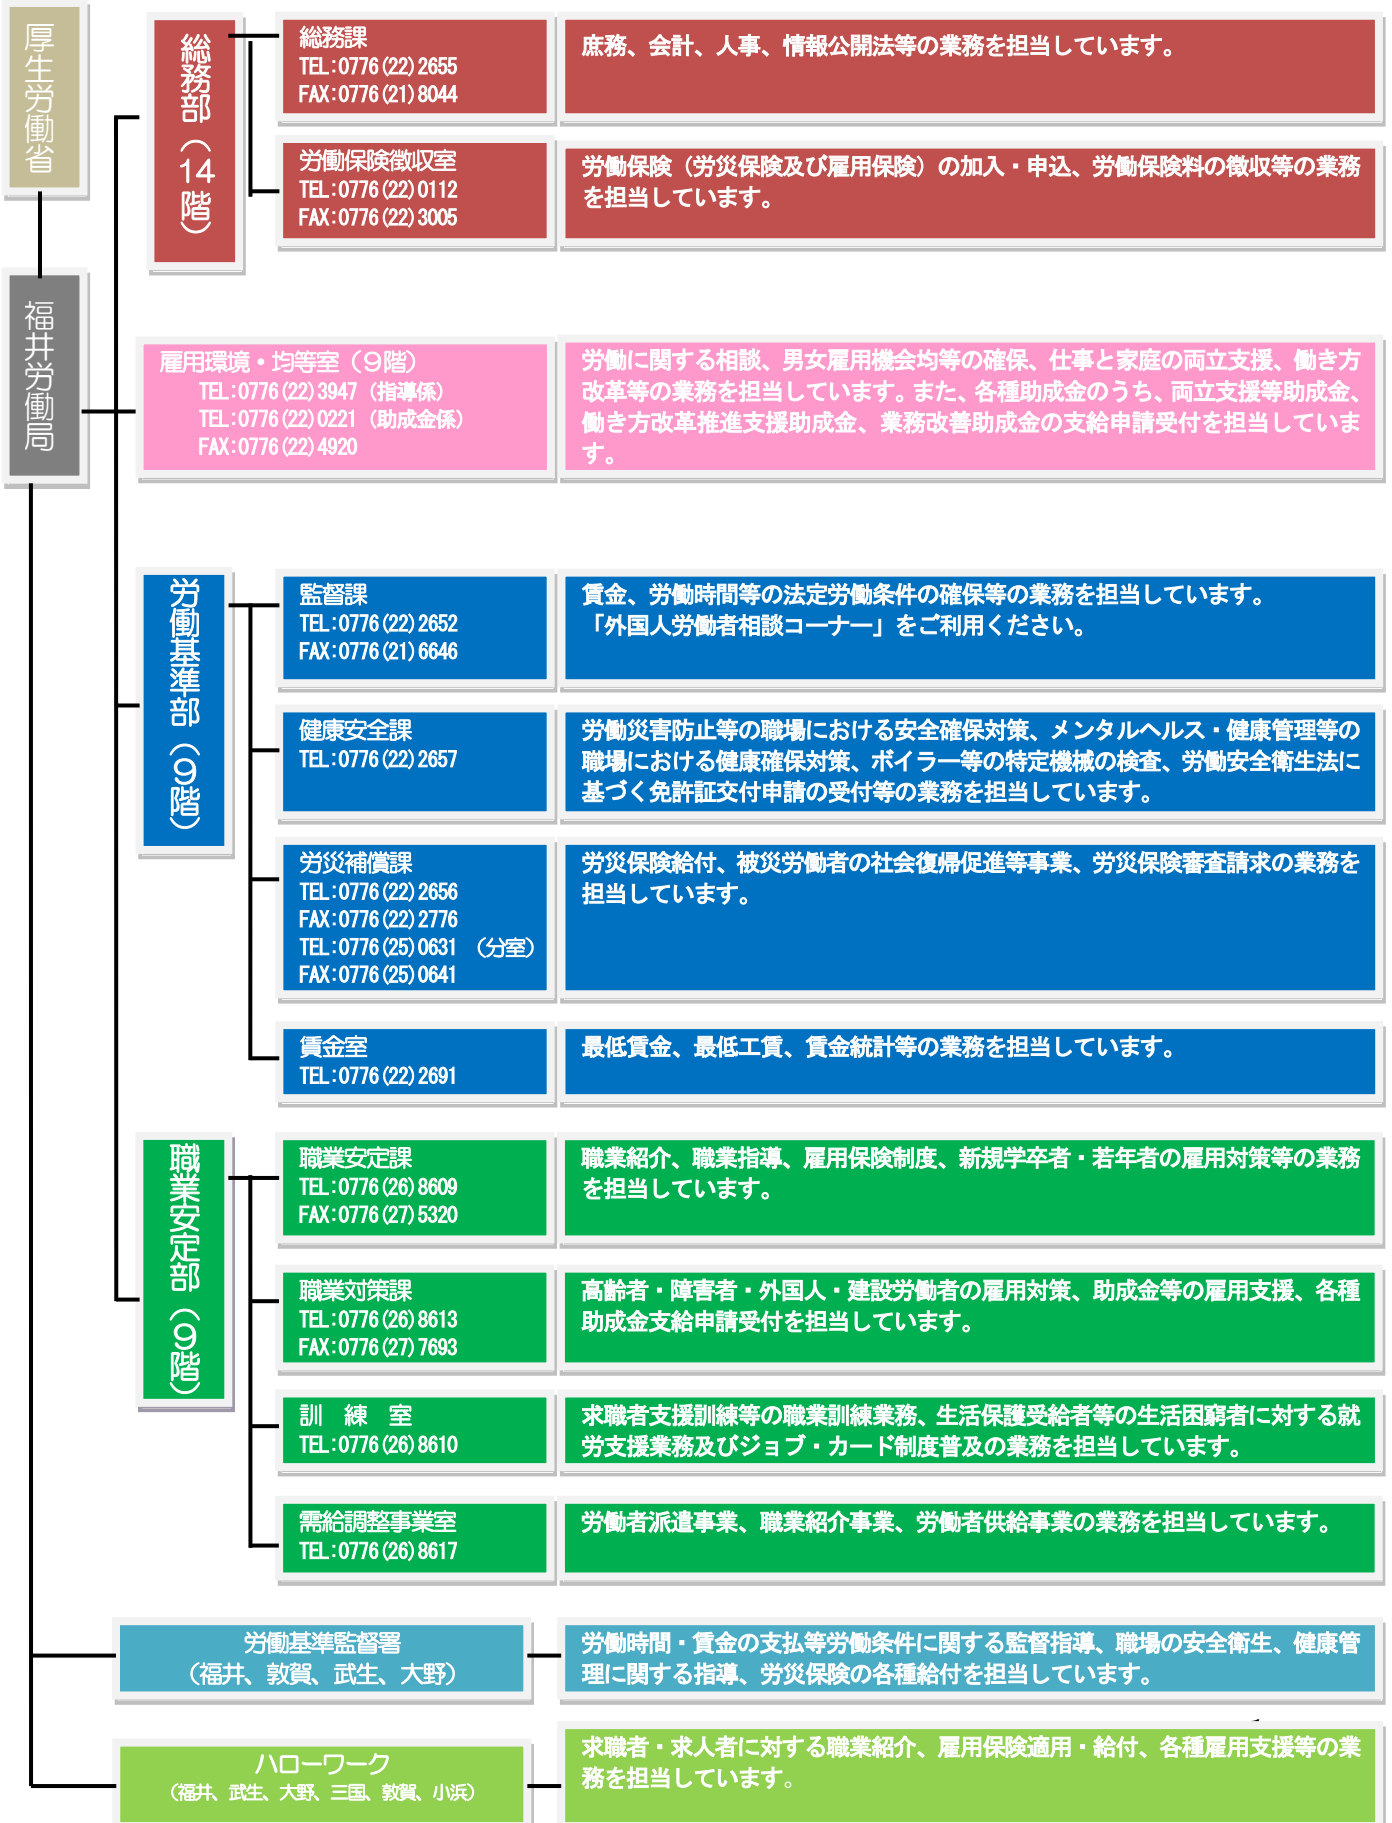 厚生労働省
福井労働局
総務部（14階）
総務課
TEL:0776(22)2655
FAX:0776(21)8044
庶務、会計、人事、情報公開法等の業務を担当しています。
労働保険徴収室
TEL:0776(22)0112
FAX:0776(22)3005
労働保険（労災保険及び雇用保険）の加入・申込、労働保険料の徴収等の業務
を担当しています。
雇用環境・均等室（９階）
TEL:0776(22)3947（指導係）
TEL:0776(22)0221（助成金係）
FAX:0776(22)4920
労働に関する相談、男女雇用機会均等の確保、仕事と家庭の両立支援、働き方
改革等の業務を担当しています。また、各種助成金のうち、両立支援等助成金、
働き方改革推進支援助成金、業務改善助成金の支給申請受付を担当していま
す。
労働基準部（９階）
監督課
TEL:0776(22)2652
FAX:0776(21)6646
賃金、労働時間等の法定労働条件の確保等の業務を担当しています。
「外国人労働者相談コーナー」をご利用ください。
健康安全課
TEL:0776(22)2657
労働災害防止等の職場における安全確保対策、メンタルヘルス・健康管理等の
職場における健康確保対策、ボイラー等の特定機械の検査、労働安全衛生法に
基づく免許証交付申請の受付等の業務を担当しています。
労災補償課
TEL:0776(22)2656
FAX:0776(22)2776
TEL:0776(25)0631　（分室）
FAX:0776(25)0641
労災保険給付、被災労働者の社会復帰促進等事業、労災保険審査請求の業務を
担当しています。
賃金室
TEL:0776(22)2691
最低賃金、最低工賃、賃金統計等の業務を担当しています。
職業安定部（９階）
職業安定課
TEL:0776(26)8609
FAX:0776(27)5320
職業紹介、職業指導、雇用保険制度、新規学卒者・若年者の雇用対策等の業務
を担当しています。
職業対策課
TEL:0776(26)8613
FAX:0776(27)7693
高齢者・障害者・外国人・建設労働者の雇用対策、助成金等の雇用支援、各種
助成金支給申請受付を担当しています。
訓　練　室
TEL:0776(26)8610
求職者支援訓練等の職業訓練業務、生活保護受給者等の生活困窮者に対する就
労支援業務及びジョブ・カード制度普及の業務を担当しています。
需給調整事業室
TEL:0776(26)8617
労働者派遣事業、職業紹介事業、労働者供給事業の業務を担当しています。
労働基準監督署
（福井、敦賀、武生、大野）
労働時間・賃金の支払等労働条件に関する監督指導、職場の安全衛生、健康管
理に関する指導、労災保険の各種給付を担当しています。
ハローワーク
（福井、武生、大野、三国、敦賀、小浜）
求職者・求人者に対する職業紹介、雇用保険適用・給付、各種雇用支援等の業
務を担当しています。